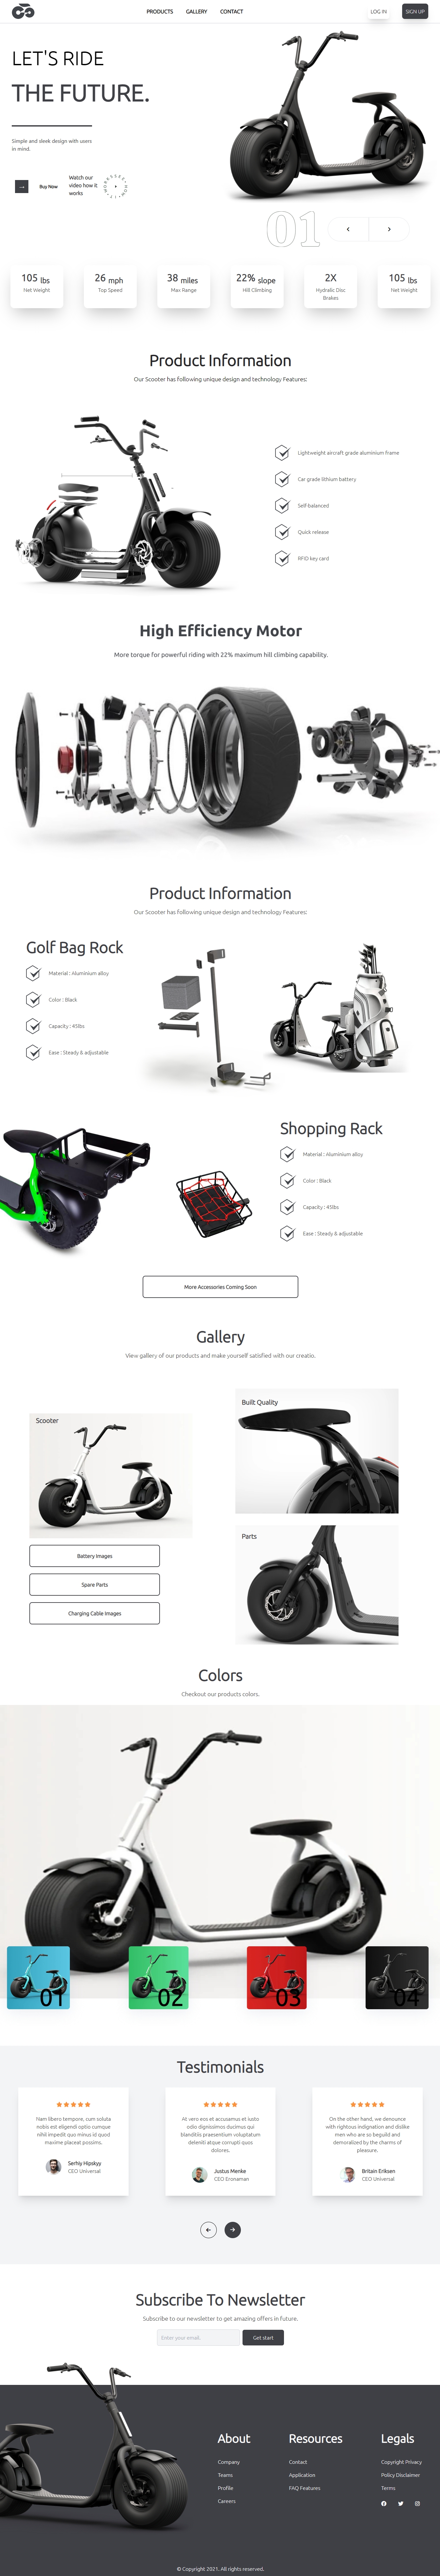 PRODUCTS GALLERY CONTACT LOG IN SIGN UP
LET'S RIDE
THE FUTURE.
Simple and sleek design with users
in mind.
→ Buy Now
Watch our
video how it
works
01
105 lbs
Net Weight
26 mph
Top Speed
38 miles
Max Range
22% slope
Hill Climbing
2X
Hydralic Disc
Brakes
105 lbs
Net Weight
Product Information
Our Scooter has following unique design and technology Features:
Lightweight aircraft grade aluminium frame
Car grade lithium battery
Self-balanced
Quick release
RFID key card
High Efficiency Motor
More torque for powerful riding with 22% maximum hill climbing capability.
Product Information
Our Scooter has following unique design and technology Features:
Golf Bag Rock
Material : Aluminium alloy
Color : Black
Capacity : 45lbs
Ease : Steady & adjustable
Shopping Rack
Material : Aluminium alloy
Color : Black
Capacity : 45lbs
Ease : Steady & adjustable
More Accessories Coming Soon
Gallery
View gallery of our products and make yourself satisfied with our creatio.
Scooter
Built Quality
Parts
Battery Images
Spare Parts
Charging Cable Images
Colors
Checkout our products colors.
01
02
03
04
Testimonials
Nam libero tempore, cum soluta
nobis est eligendi optio cumque
nihil impedit quo minus id quod
maxime placeat possimus.
Serhiy Hipskyy
CEO Universal
At vero eos et accusamus et iusto
odio dignissimos ducimus qui
blanditiis praesentium voluptatum
deleniti atque corrupti quos
dolores.
Justus Menke
CEO Eronaman
On the other hand, we denounce
with righteous indignation and dislike
men who are so beguild and
demoralized by the charms of
pleasure.
Britain Eriksen
CEO Universal
Subscribe To Newsletter
Subscribe to our newsletter to get amazing offers in future.
Enter your email
Get start
About
Company
Teams
Profile
Careers
Resources
Contact
Application
FAQ Features
Legals
Copyright Privacy
Policy Disclaimer
Terms
© Copyright 2021, All rights reserved.